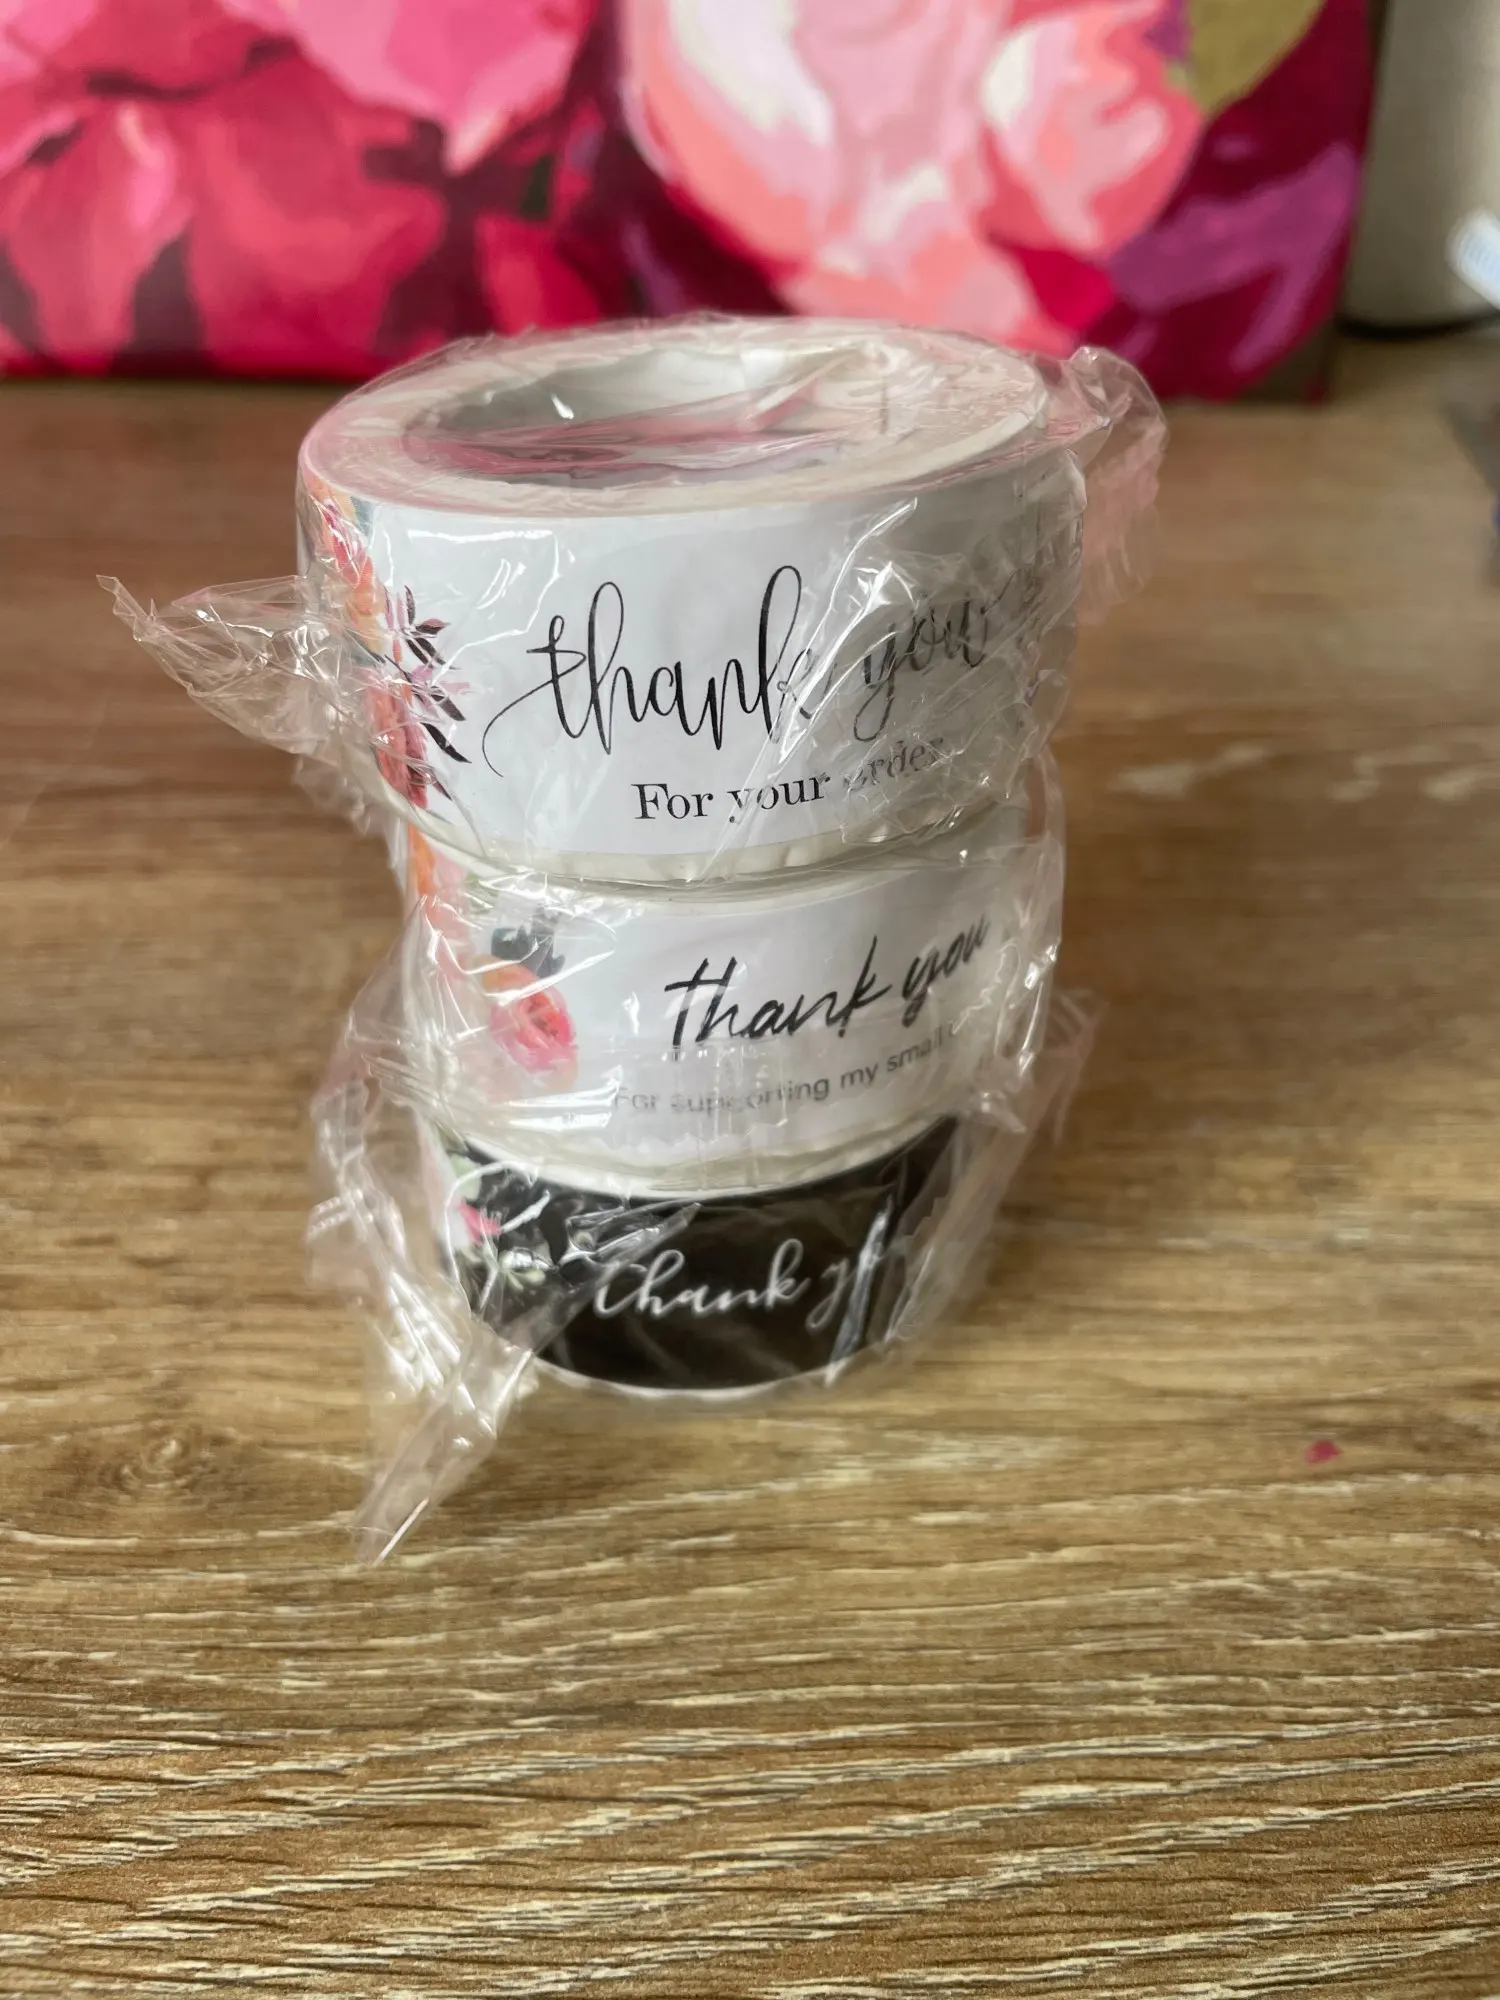 thank you
For your order
thank you
For supporting my small
thank